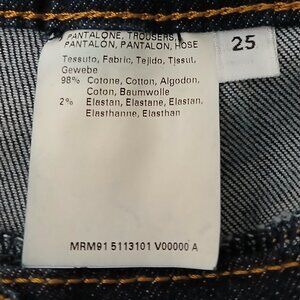 PANTALONE, TROUSERS,
PANTALON, PANTALON, HOSE
25
Tessuto, Fabric, Tejido, Tissut,
Gewebe
98% Cotone, Cotton, Algodon,
Coton, Baumwolle
2% Elastan, Elastane, Elastan,
Elasthanne, Elasthan
MRM91 5113101 V00000 A